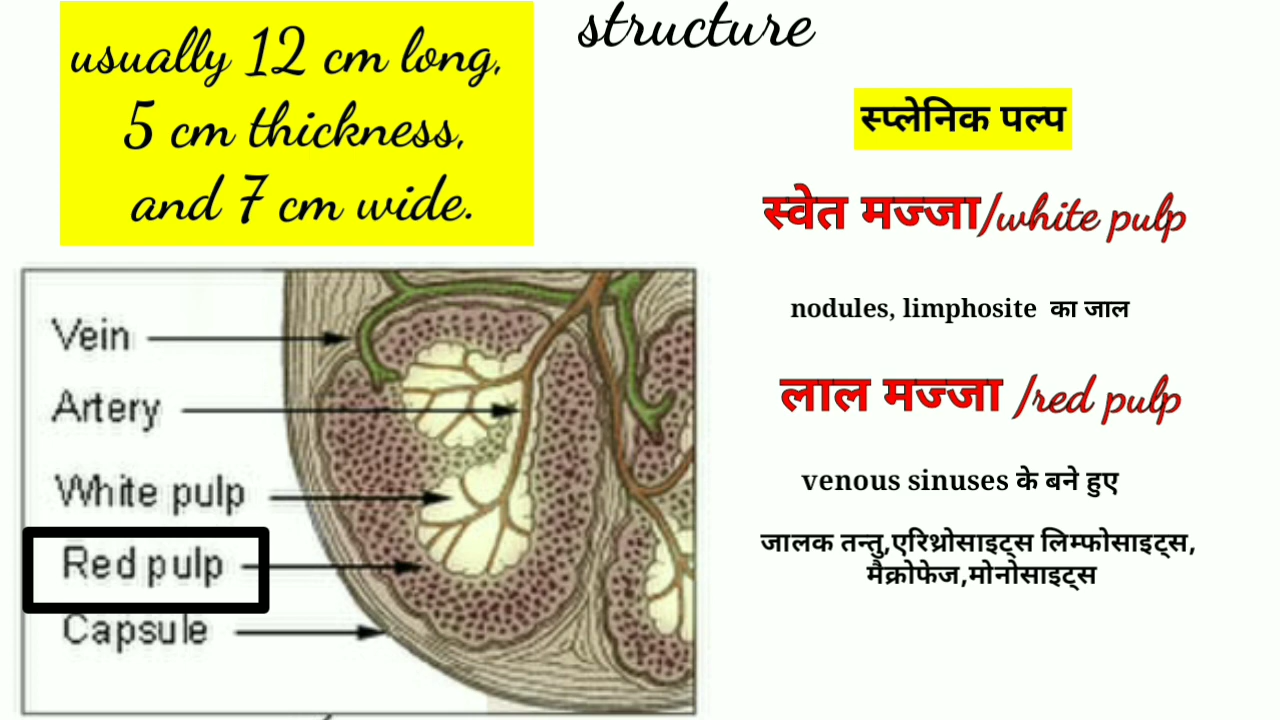 structure
usually 12 cm long,
5 cm thickness,
and 7 cm wide.
स्प्लेनिक पल्प
स्वेत मज्जा/white pulp
nodules, limphosite का जाल
लाल मज्जा /red pulp
venous sinuses के बने हुए
जालक तन्तु,एरिथ्रोसाइट्स लिम्फोसाइट्स,
मैक्रोफेज,मोनोसाइट्स
Vein
Artery
White pulp
Red pulp
Capsule